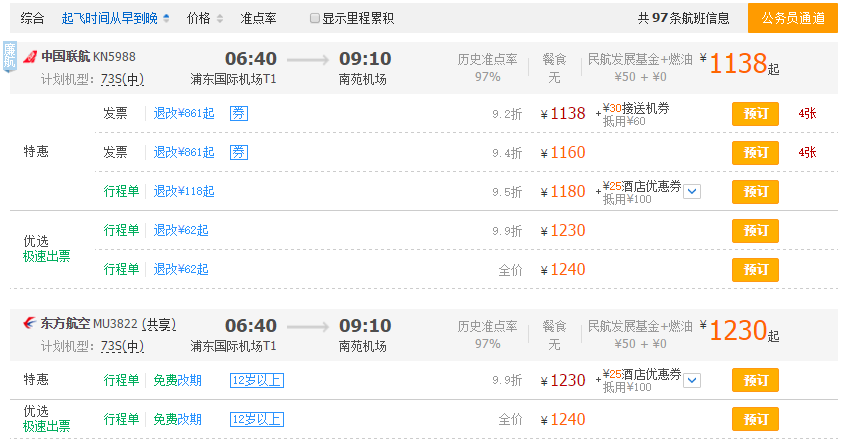 综合 起飞时间从早到晚 价格 准点率 显示里程累积 共 97条航班信息 公务员通道
廉航
中国联航 KN5988 06:40 09:10 历史准点率 餐食 民航发展基金+燃油 ¥1138起
计划机型: 73S(中) 浦东国际机场T1 南苑机场 97% 无 ¥50 + ¥0
发票 退改¥861起 券 9.2折 ¥1138 +¥30接送机券 预订 4张
抵用¥60
特惠 发票 退改¥861起 券 9.4折 ¥1160 预订 4张
行程单 退改¥118起 9.5折 ¥1180 +¥25酒店优惠券 预订
抵用¥100
优选 行程单 退改¥62起 9.9折 ¥1230 预订
极速出票
行程单 退改¥62起 全价 ¥1240 预订
东方航空 MU3822 (共享) 06:40 09:10 历史准点率 餐食 民航发展基金+燃油 ¥1230起
计划机型: 73S(中) 浦东国际机场T1 南苑机场 97% 无 ¥50 + ¥0
特惠 行程单 免费改期 12岁以上 9.9折 ¥1230 +¥25酒店优惠券 预订
抵用¥100
优选 行程单 免费改期 12岁以上 全价 ¥1240 预订
极速出票